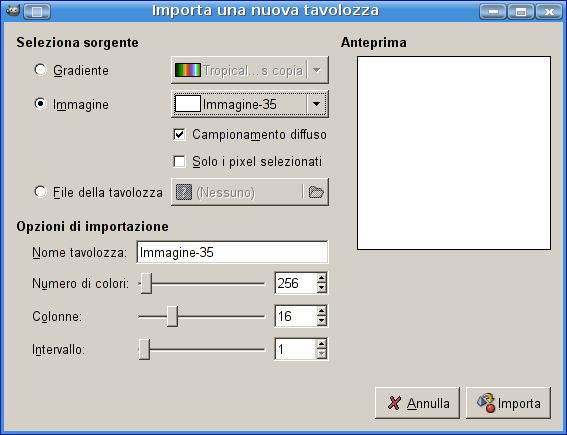 Importa una nuova tavolozza
Seleziona sorgente
Gradiente
Tropical...s copia
Immagine
Immagine-35
Campionamento diffuso
Solo i pixel selezionati
File della tavolozza
(Nessuno)
Opzioni di importazione
Nome tavolozza: Immagine-35
Numero di colori: 256
Colonne: 16
Intervallo: 1
Anteprima
Annulla
Importa